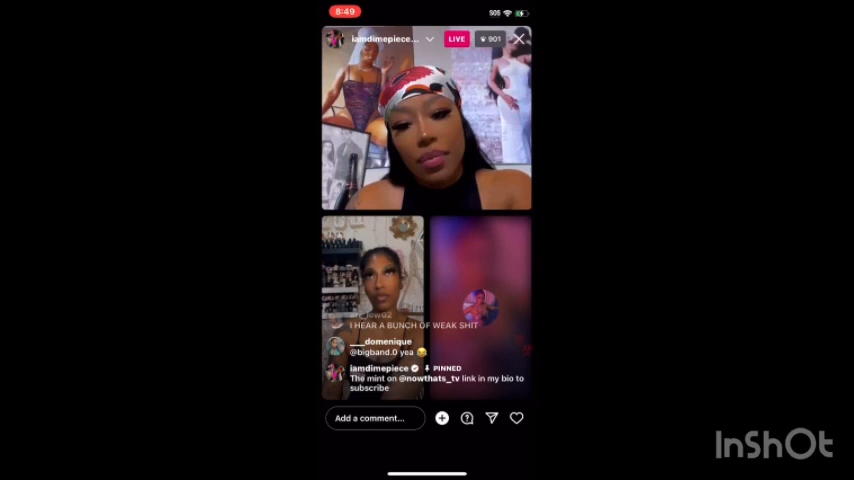 8:49
SOS
iamdimepiece...
LIVE
901
I HEAR A BUNCH OF WEAK SHIT
___domenique
@bigband.0 yea 😂
iamdimepiece PINNED
The mint on @nowthats_tv link in my bio to
subscribe
Add a comment...
InShOt